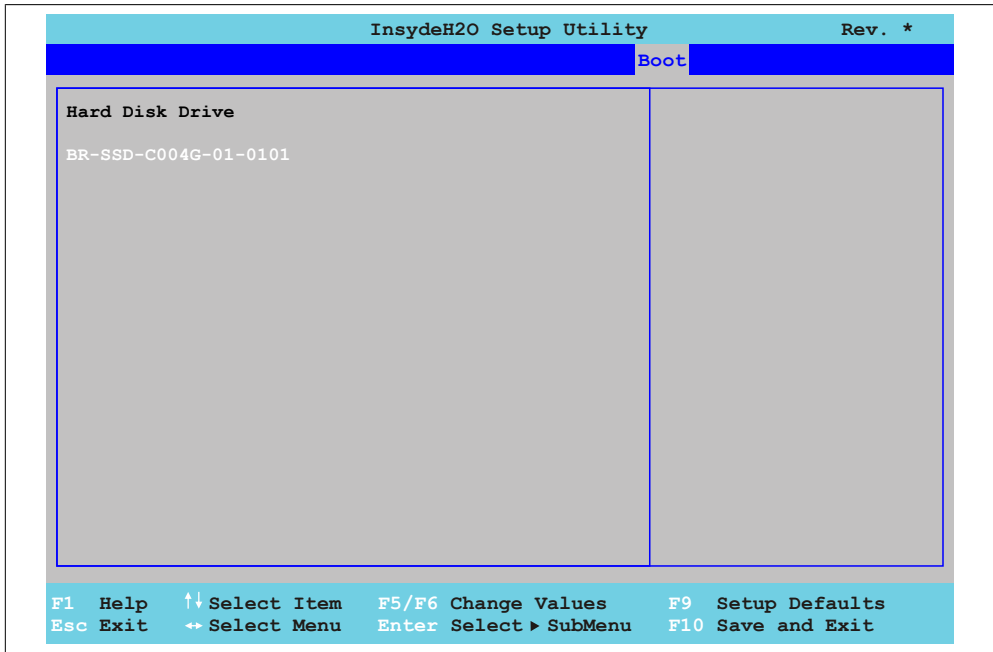 InsydeH2O Setup Utility Rev. *
Boot
Hard Disk Drive
BR-SSD-C004G-01-0101
F1 Help ↑↓ Select Item F5/F6 Change Values F9 Setup Defaults
Esc Exit ↔ Select Menu Enter Select ▶ SubMenu F10 Save and Exit